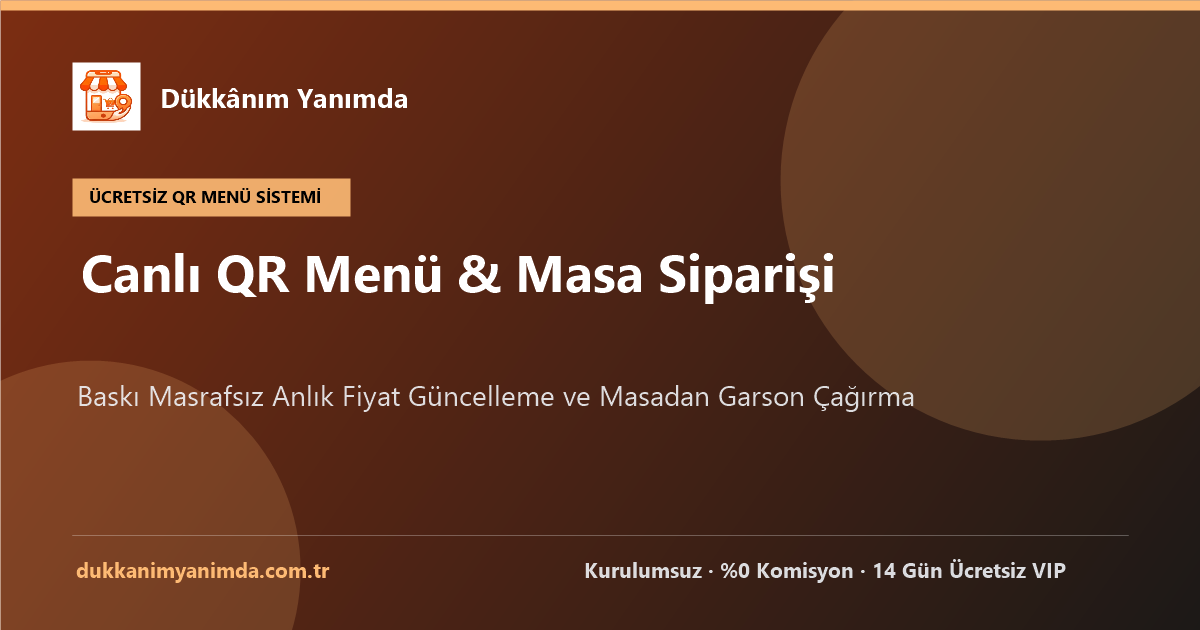 Dükkânım Yanımda
ÜCRETSİZ QR MENÜ SİSTEMİ
Canlı QR Menü & Masa Siparişi
Baskı Masrafsız Anlık Fiyat Güncelleme ve Masadan Garson Çağırma
dukkanimyanimda.com.tr
Kurulumsuz · %0 Komisyon · 14 Gün Ücretsiz VIP